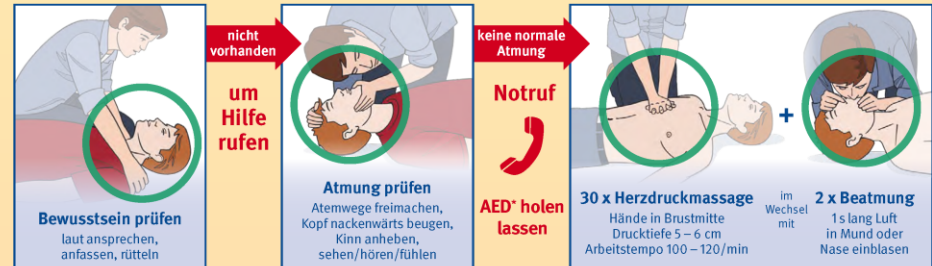 Bewusstsein prüfen
laut ansprechen,
anfassen, rütteln
nicht
vorhanden
um
Hilfe
rufen
Atmung prüfen
Atemwege freimachen,
Kopf nackenwärts beugen,
Kinn anheben,
sehen/hören/fühlen
keine normale
Atmung
Notruf
AED* holen
lassen
30 x Herzdruckmassage
Hände in Brustmitte
Drucktiefe 5 – 6 cm
Arbeitstempo 100 – 120/min
+
im
Wechsel
mit
2 x Beatmung
1 s lang Luft
in Mund oder
Nase einblasen